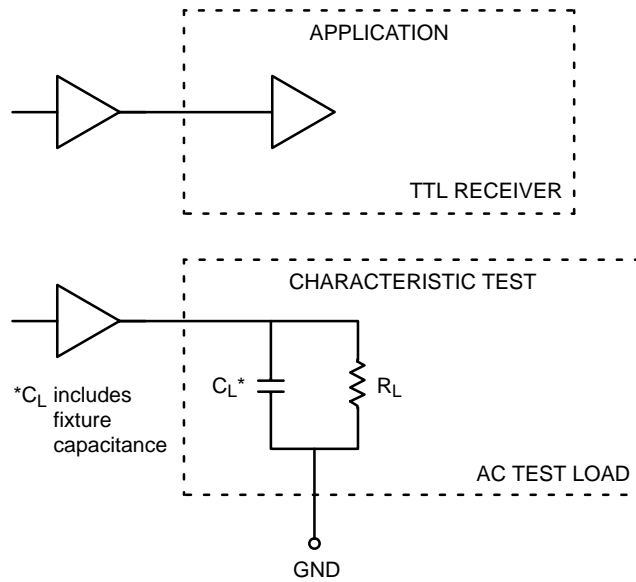 APPLICATION
TTL RECEIVER
CHARACTERISTIC TEST
*CL includes
fixture
capacitance
CL*
RL
AC TEST LOAD
GND